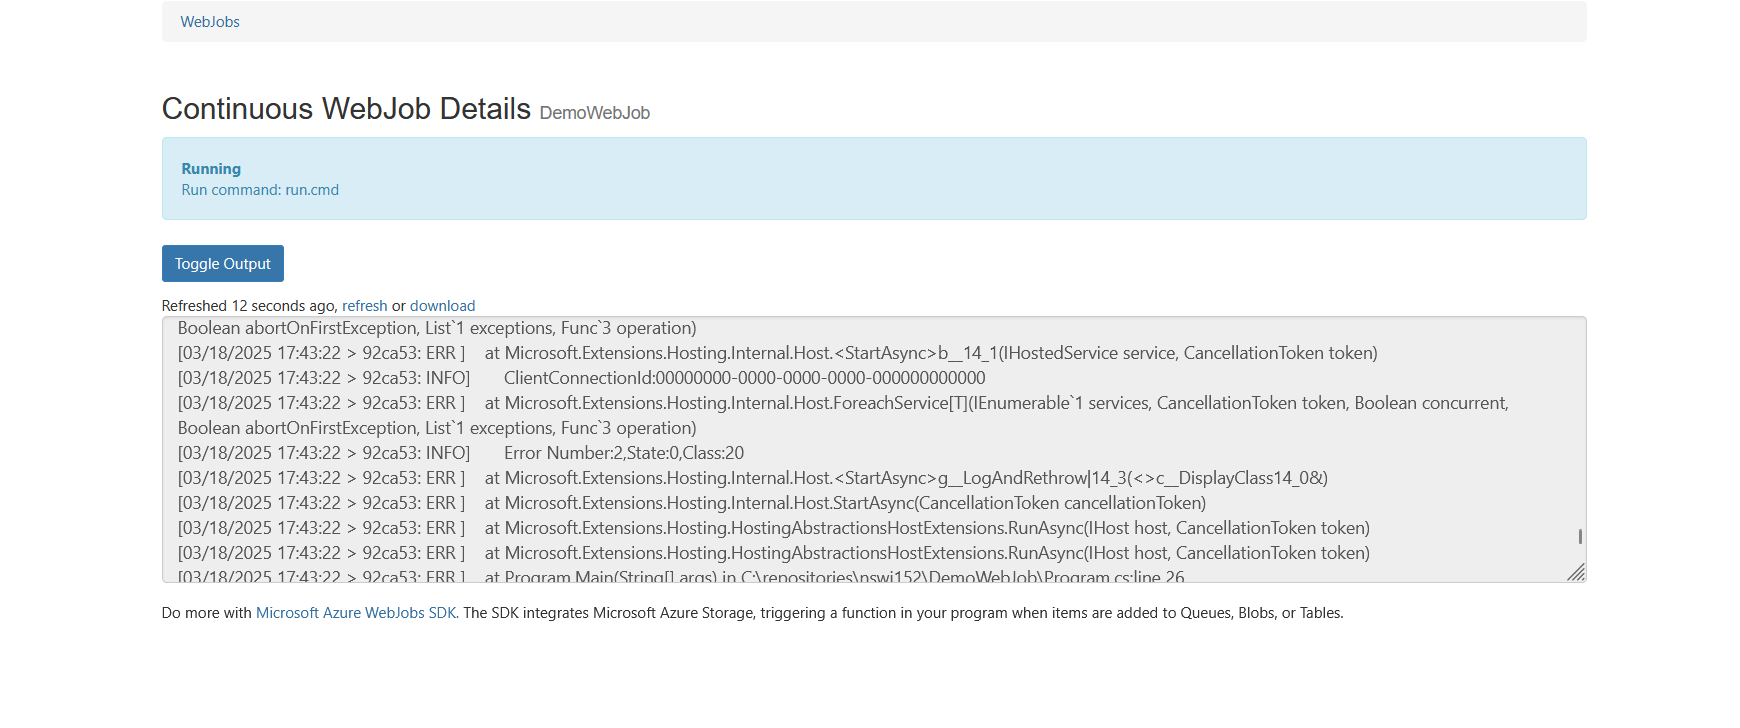 WebJobs
Continuous WebJob Details DemoWebJob
Running
Run command: run.cmd
Toggle Output
Refreshed 12 seconds ago, refresh or download
Boolean abortOnFirstException, List`1 exceptions, Func`3 operation)
[03/18/2025 17:43:22 > 92ca53: ERR ]    at Microsoft.Extensions.Hosting.Internal.Host.<StartAsync>b__14_1(IHostedService service, CancellationToken token)
[03/18/2025 17:43:22 > 92ca53: INFO]       ClientConnectionId:00000000-0000-0000-0000-000000000000
[03/18/2025 17:43:22 > 92ca53: ERR ]    at Microsoft.Extensions.Hosting.Internal.Host.ForeachService[T](IEnumerable`1 services, CancellationToken token, Boolean concurrent,
Boolean abortOnFirstException, List`1 exceptions, Func`3 operation)
[03/18/2025 17:43:22 > 92ca53: INFO]       Error Number:2,State:0,Class:20
[03/18/2025 17:43:22 > 92ca53: ERR ]    at Microsoft.Extensions.Hosting.Internal.Host.<StartAsync>g__LogAndRethrow|14_3(<>c__DisplayClass14_0&)
[03/18/2025 17:43:22 > 92ca53: ERR ]    at Microsoft.Extensions.Hosting.Internal.Host.StartAsync(CancellationToken cancellationToken)
[03/18/2025 17:43:22 > 92ca53: ERR ]    at Microsoft.Extensions.Hosting.HostingAbstractionsHostExtensions.RunAsync(IHost host, CancellationToken token)
[03/18/2025 17:43:22 > 92ca53: ERR ]    at Microsoft.Extensions.Hosting.HostingAbstractionsHostExtensions.RunAsync(IHost host, CancellationToken token)
[03/18/2025 17:43:22 > 92ca53: ERR ]    at Program.Main(String[] args) in C:\repositories\nswi152\DemoWebJob\Program.cs:line 26
Do more with Microsoft Azure WebJobs SDK. The SDK integrates Microsoft Azure Storage, triggering a function in your program when items are added to Queues, Blobs, or Tables.